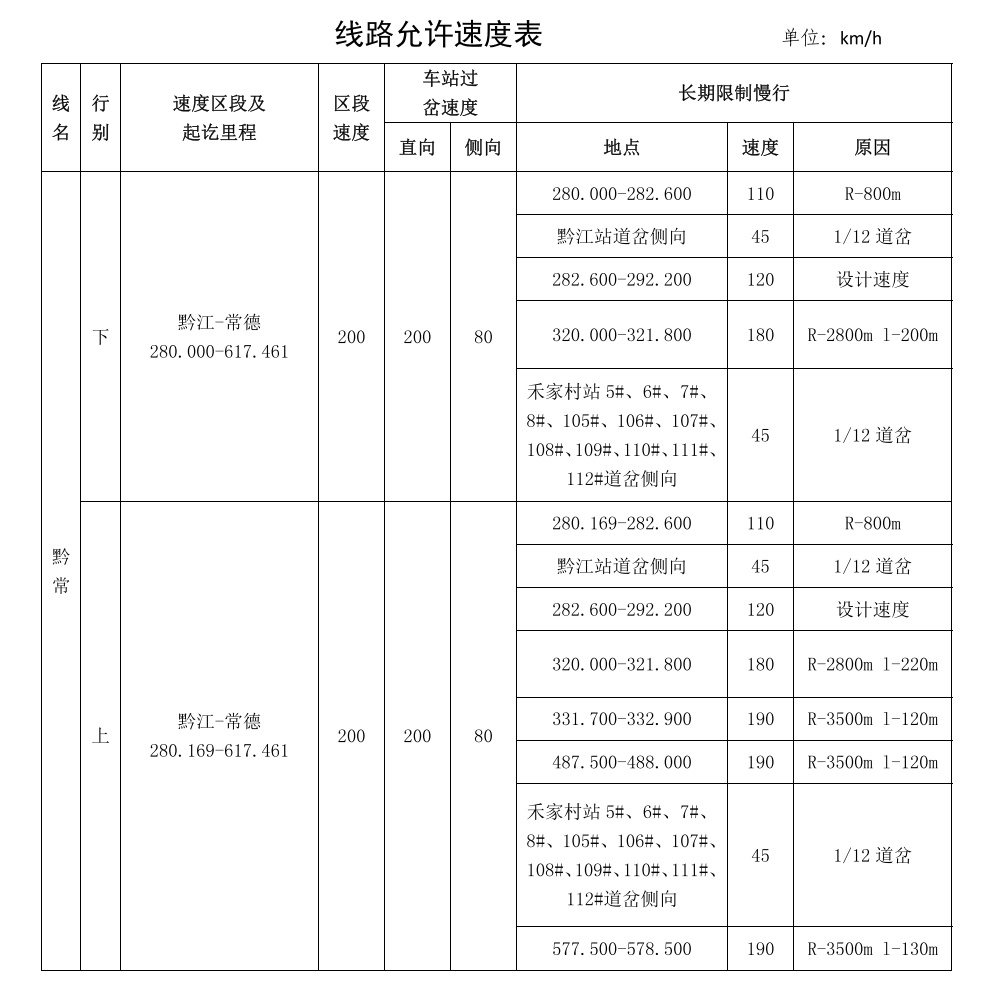 线路允许速度表
单位：km/h
线名
行别
速度区段及
起讫里程
区段
速度
车站过
岔速度
直向
侧向
长期限制慢行
地点
速度
原因
黔常
下
黔江-常德
280.000-617.461
200
200
80
280.000-282.600 110 R-800m
黔江站道岔侧向 45 1/12 道岔
282.600-292.200 120 设计速度
320.000-321.800 180 R-2800m l-200m
禾家村站 5#、6#、7#、
8#、105#、106#、107#、
108#、109#、110#、111#、
112#道岔侧向
45 1/12 道岔
上
黔江-常德
280.169-617.461
200
200
80
280.169-282.600 110 R-800m
黔江站道岔侧向 45 1/12 道岔
282.600-292.200 120 设计速度
320.000-321.800 180 R-2800m l-220m
331.700-332.900 190 R-3500m l-120m
487.500-488.000 190 R-3500m l-120m
禾家村站 5#、6#、7#、
8#、105#、106#、107#、
108#、109#、110#、111#、
112#道岔侧向
45 1/12 道岔
577.500-578.500 190 R-3500m l-130m